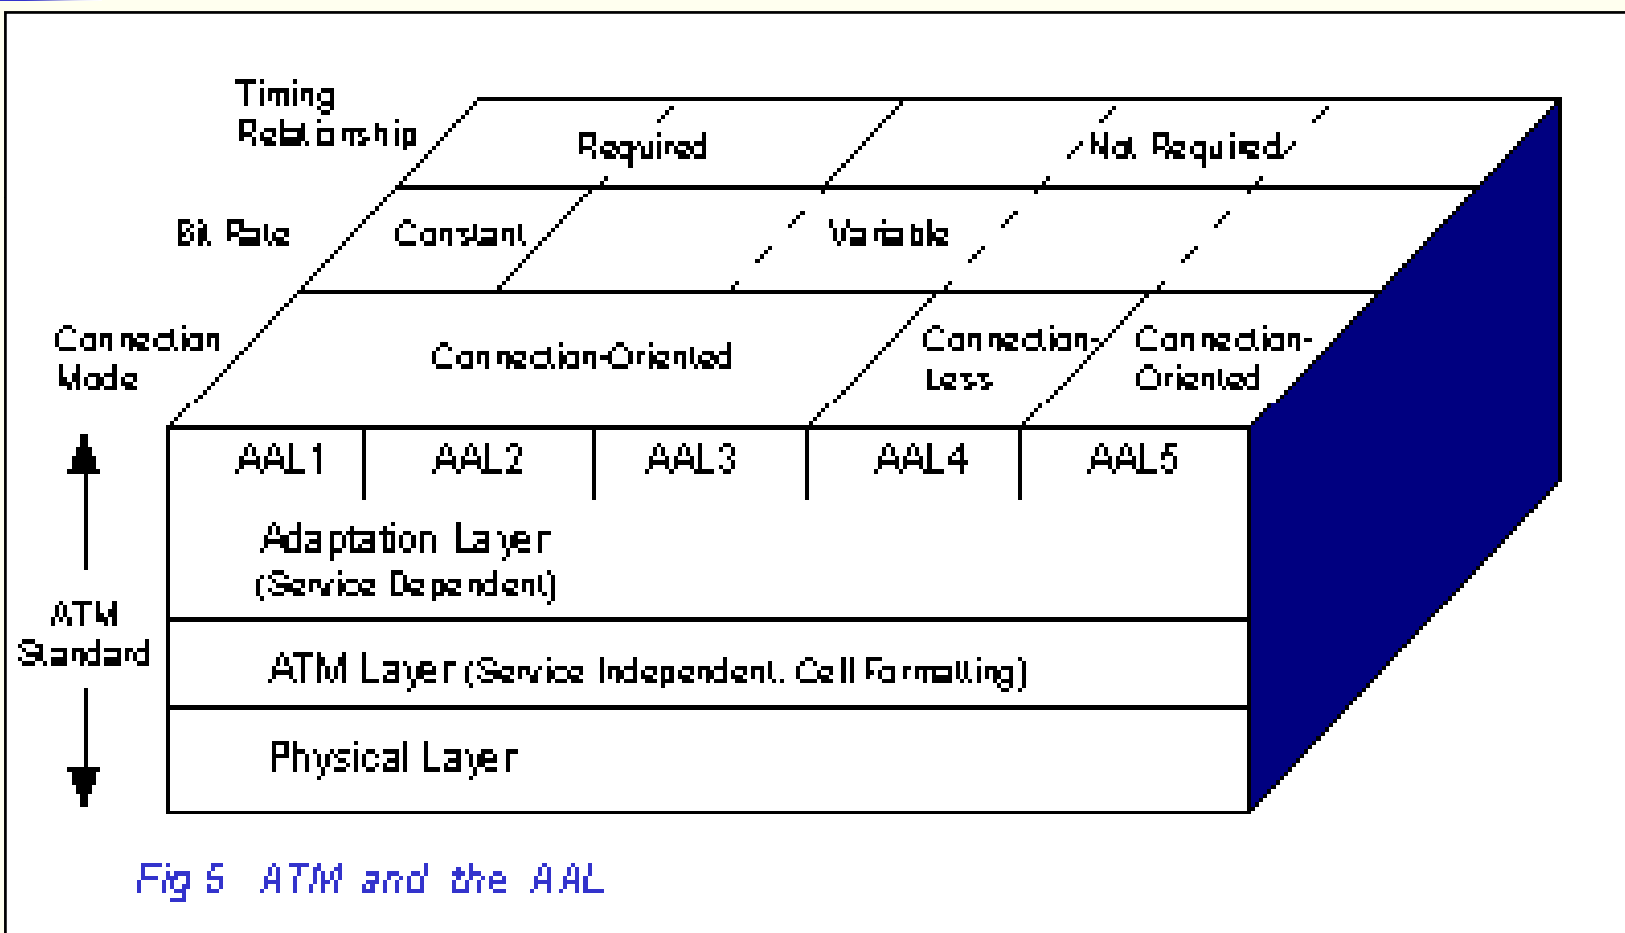 Timing
Relationship
Required
Not Required
Bit Rate
Constant
Variable
Connection
Mode
Connection-Oriented
Connection-
Less
Connection-
Oriented
AAL1
AAL2
AAL3
AAL4
AAL5
Adaptation Layer
(Service Dependent)
ATM
Standard
ATM Layer (Service Independent. Cell Formatting)
Physical Layer
Fig 5 ATM and the AAL